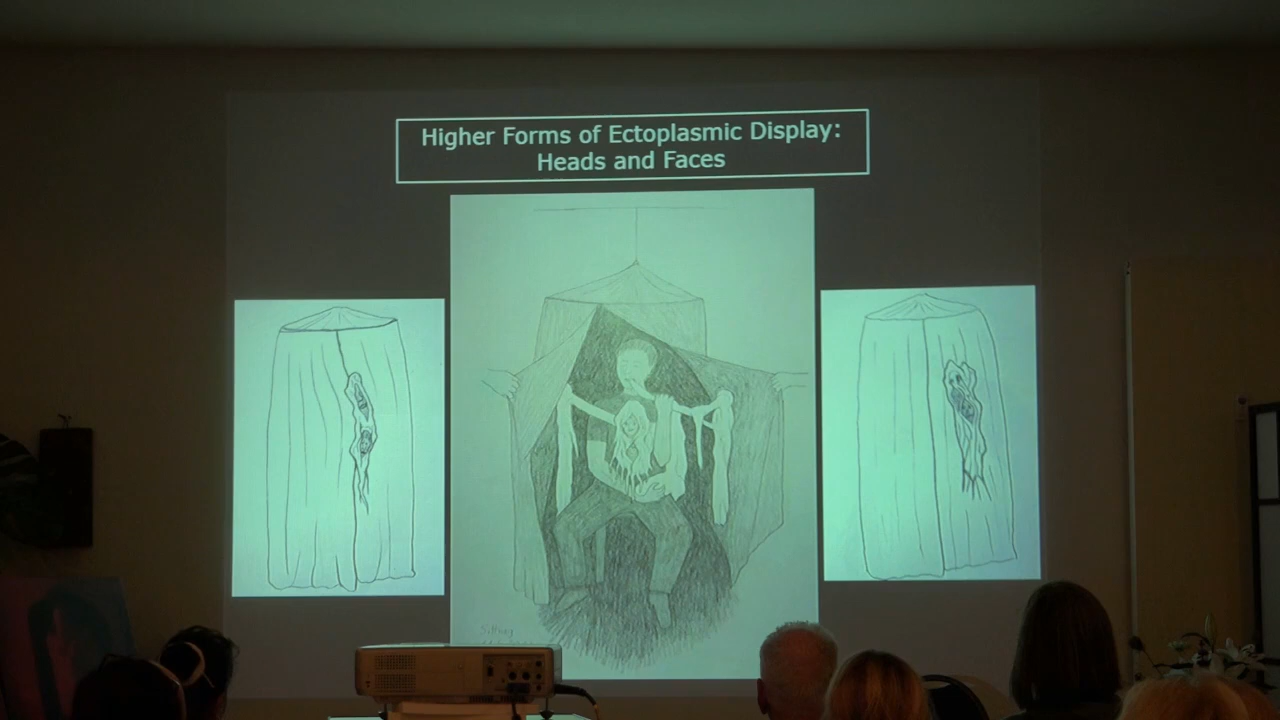 Higher Forms of Ectoplasmic Display:
Heads and Faces